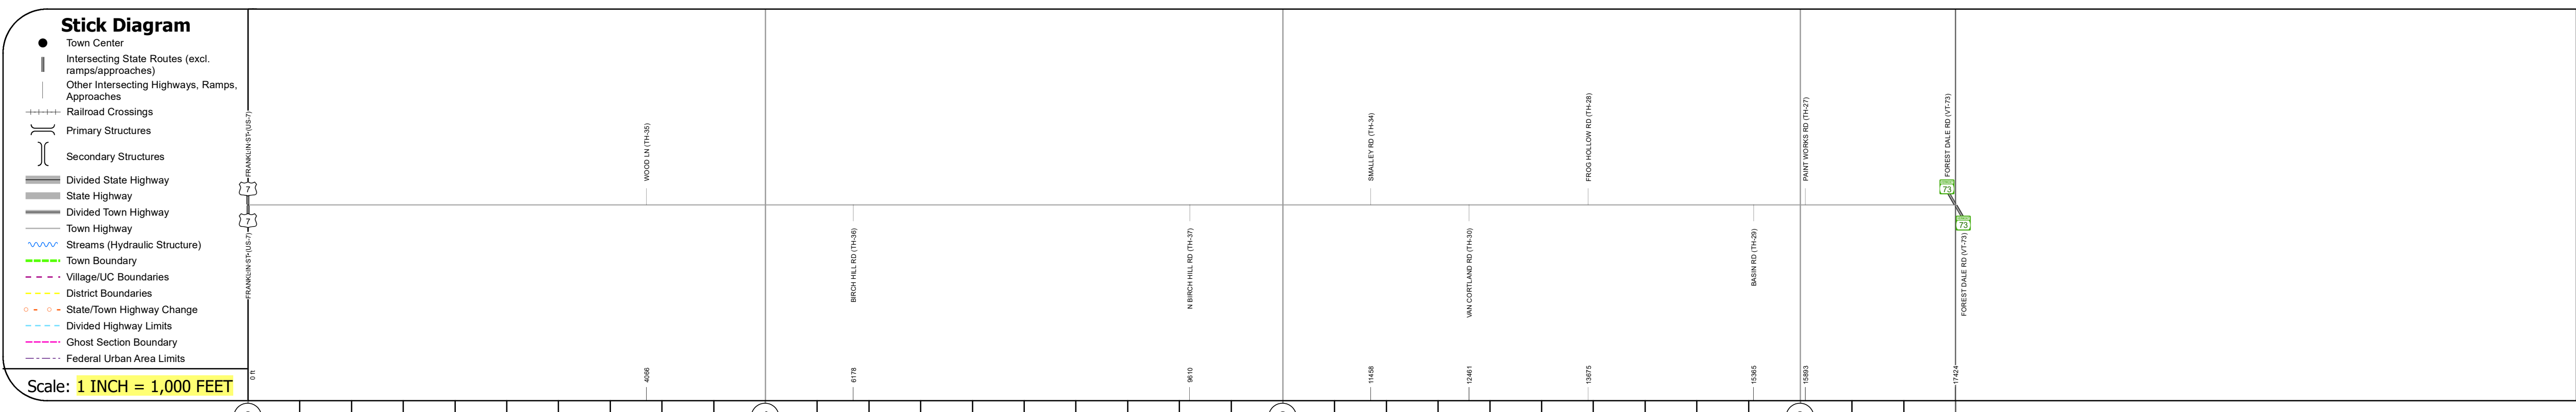 Stick Diagram
Town Center
Intersecting State Routes (excl.
ramps/approaches)
Other Intersecting Highways, Ramps,
Approaches
Railroad Crossings
Primary Structures
Secondary Structures
Divided State Highway
State Highway
Divided Town Highway
Town Highway
Streams (Hydraulic Structure)
Town Boundary
Village/UC Boundaries
District Boundaries
State/Town Highway Change
Divided Highway Limits
Ghost Section Boundary
Federal Urban Area Limits
Scale: 1 INCH = 1,000 FEET
FRANKLIN ST (US-7)
7
7
FRANKLIN ST (US-7)
0 ft
WOOD LN (TH-35)
4066
BIRCH HILL RD (TH-36)
6178
N BIRCH HILL RD (TH-37)
9610
SMALLEY RD (TH-34)
11458
VAN CORTLAND RD (TH-30)
12461
FROG HOLLOW RD (TH-28)
13675
BASIN RD (TH-29)
15365
PAINT WORKS RD (TH-27)
15893
FOREST DALE RD (VT-73)
73
73
FOREST DALE RD (VT-73)
17424